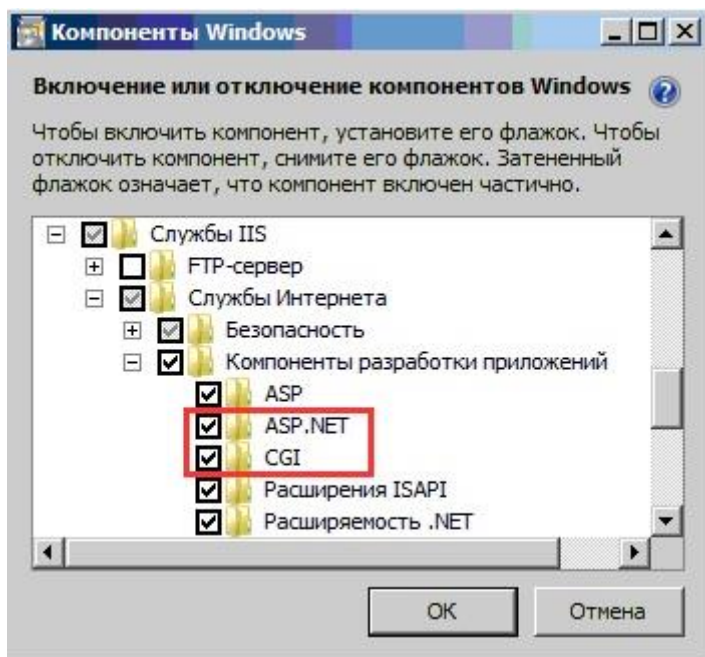 Компоненты Windows
Включение или отключение компонентов Windows
Чтобы включить компонент, установите его флажок. Чтобы
отключить компонент, снимите его флажок. Затененный
флажок означает, что компонент включен частично.
Службы IIS
FTP-сервер
Службы Интернета
Безопасность
Компоненты разработки приложений
ASP
ASP.NET
CGI
Расширения ISAPI
Расширяемость .NET
ОК
Отмена